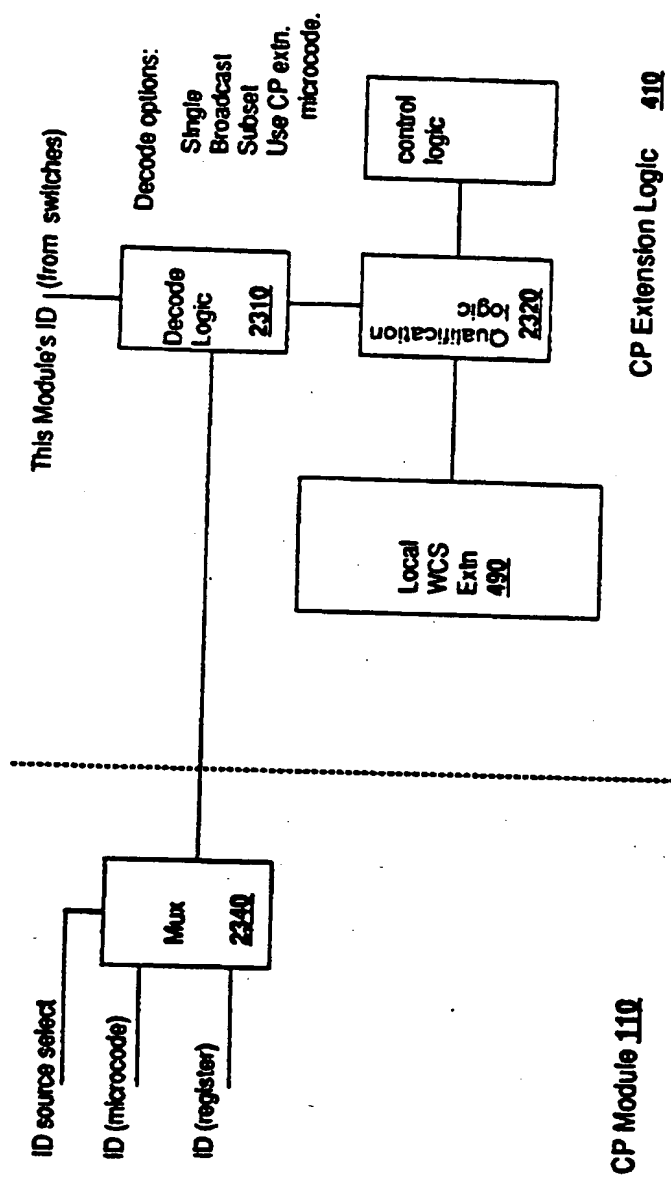 This Module's ID (from switches)
Decode options:
Single
Broadcast
Subset
Use CP extn.
microcode.
ID source select
ID (microcode)
ID (register)
Mux
2340
Decode
Logic
2310
Local
WCS
Extn
490
Qualification
logic
2320
control
logic
CP Module 110
CP Extension Logic 410